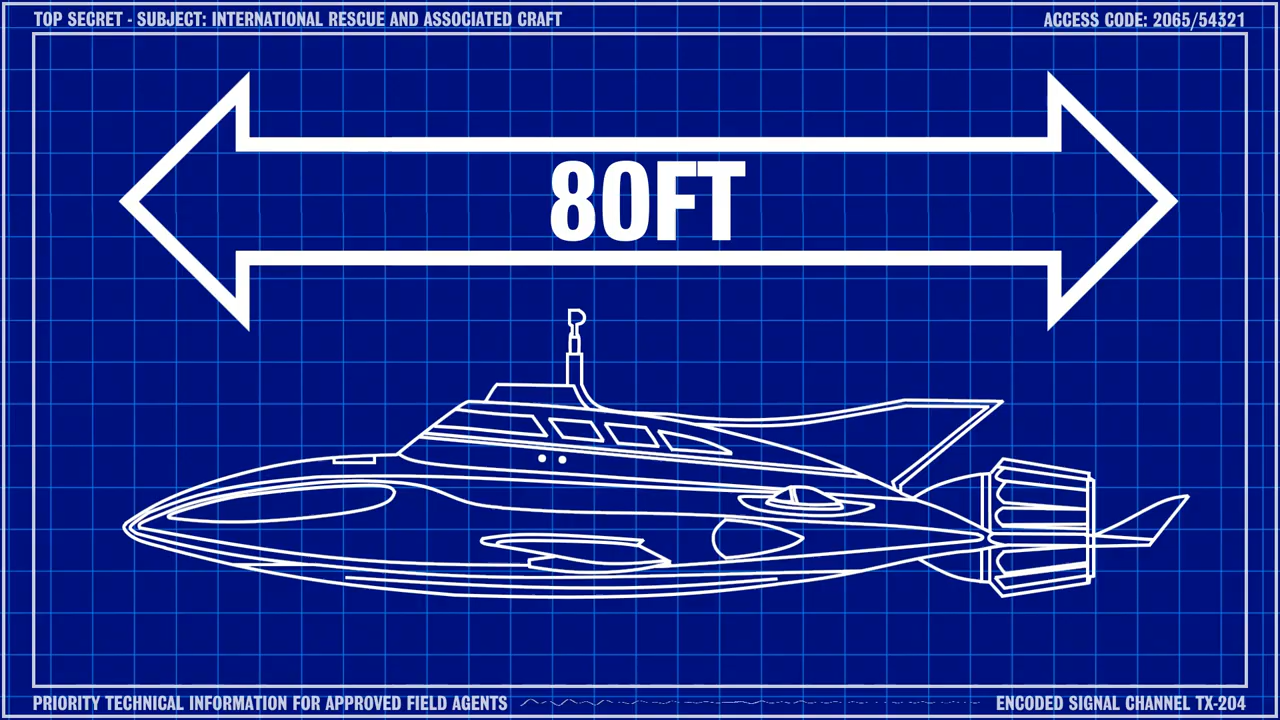 TOP SECRET - SUBJECT: INTERNATIONAL RESCUE AND ASSOCIATED CRAFT
ACCESS CODE: 2065/54321
80FT
PRIORITY TECHNICAL INFORMATION FOR APPROVED FIELD AGENTS
ENCODED SIGNAL CHANNEL TX-204